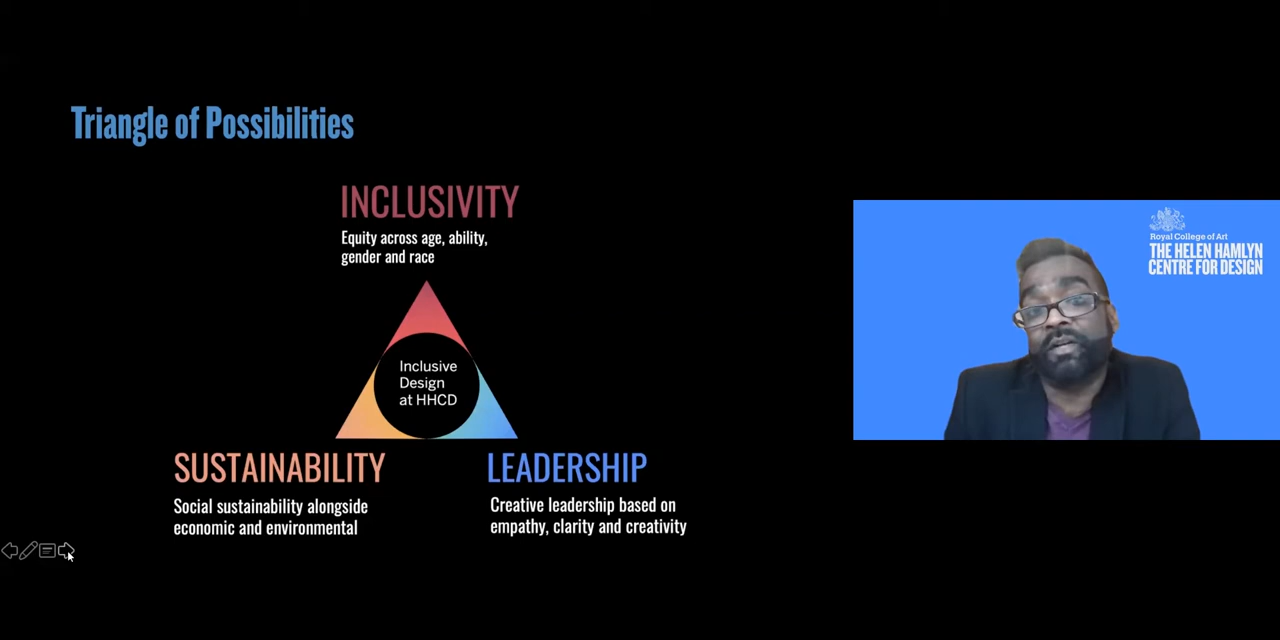 Triangle of Possibilities
INCLUSIVITY
Equity across age, ability,
gender and race
Inclusive
Design
at HHCD
SUSTAINABILITY
Social sustainability alongside
economic and environmental
LEADERSHIP
Creative leadership based on
empathy, clarity and creativity
Royal College of Art
THE HELEN HAMLYN
CENTRE FOR DESIGN